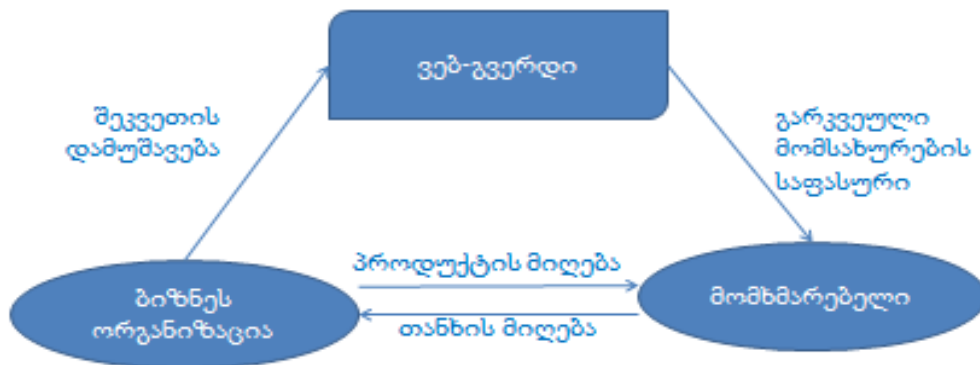 ვებ-გვერდი
შეკვეთის
დამუშავება
გარკვეული
მომსახურების
საფასური
პროდუქტის მიღება
ბიზნეს
ორგანიზაცია
მომხმარებელი
თანხის მიღება